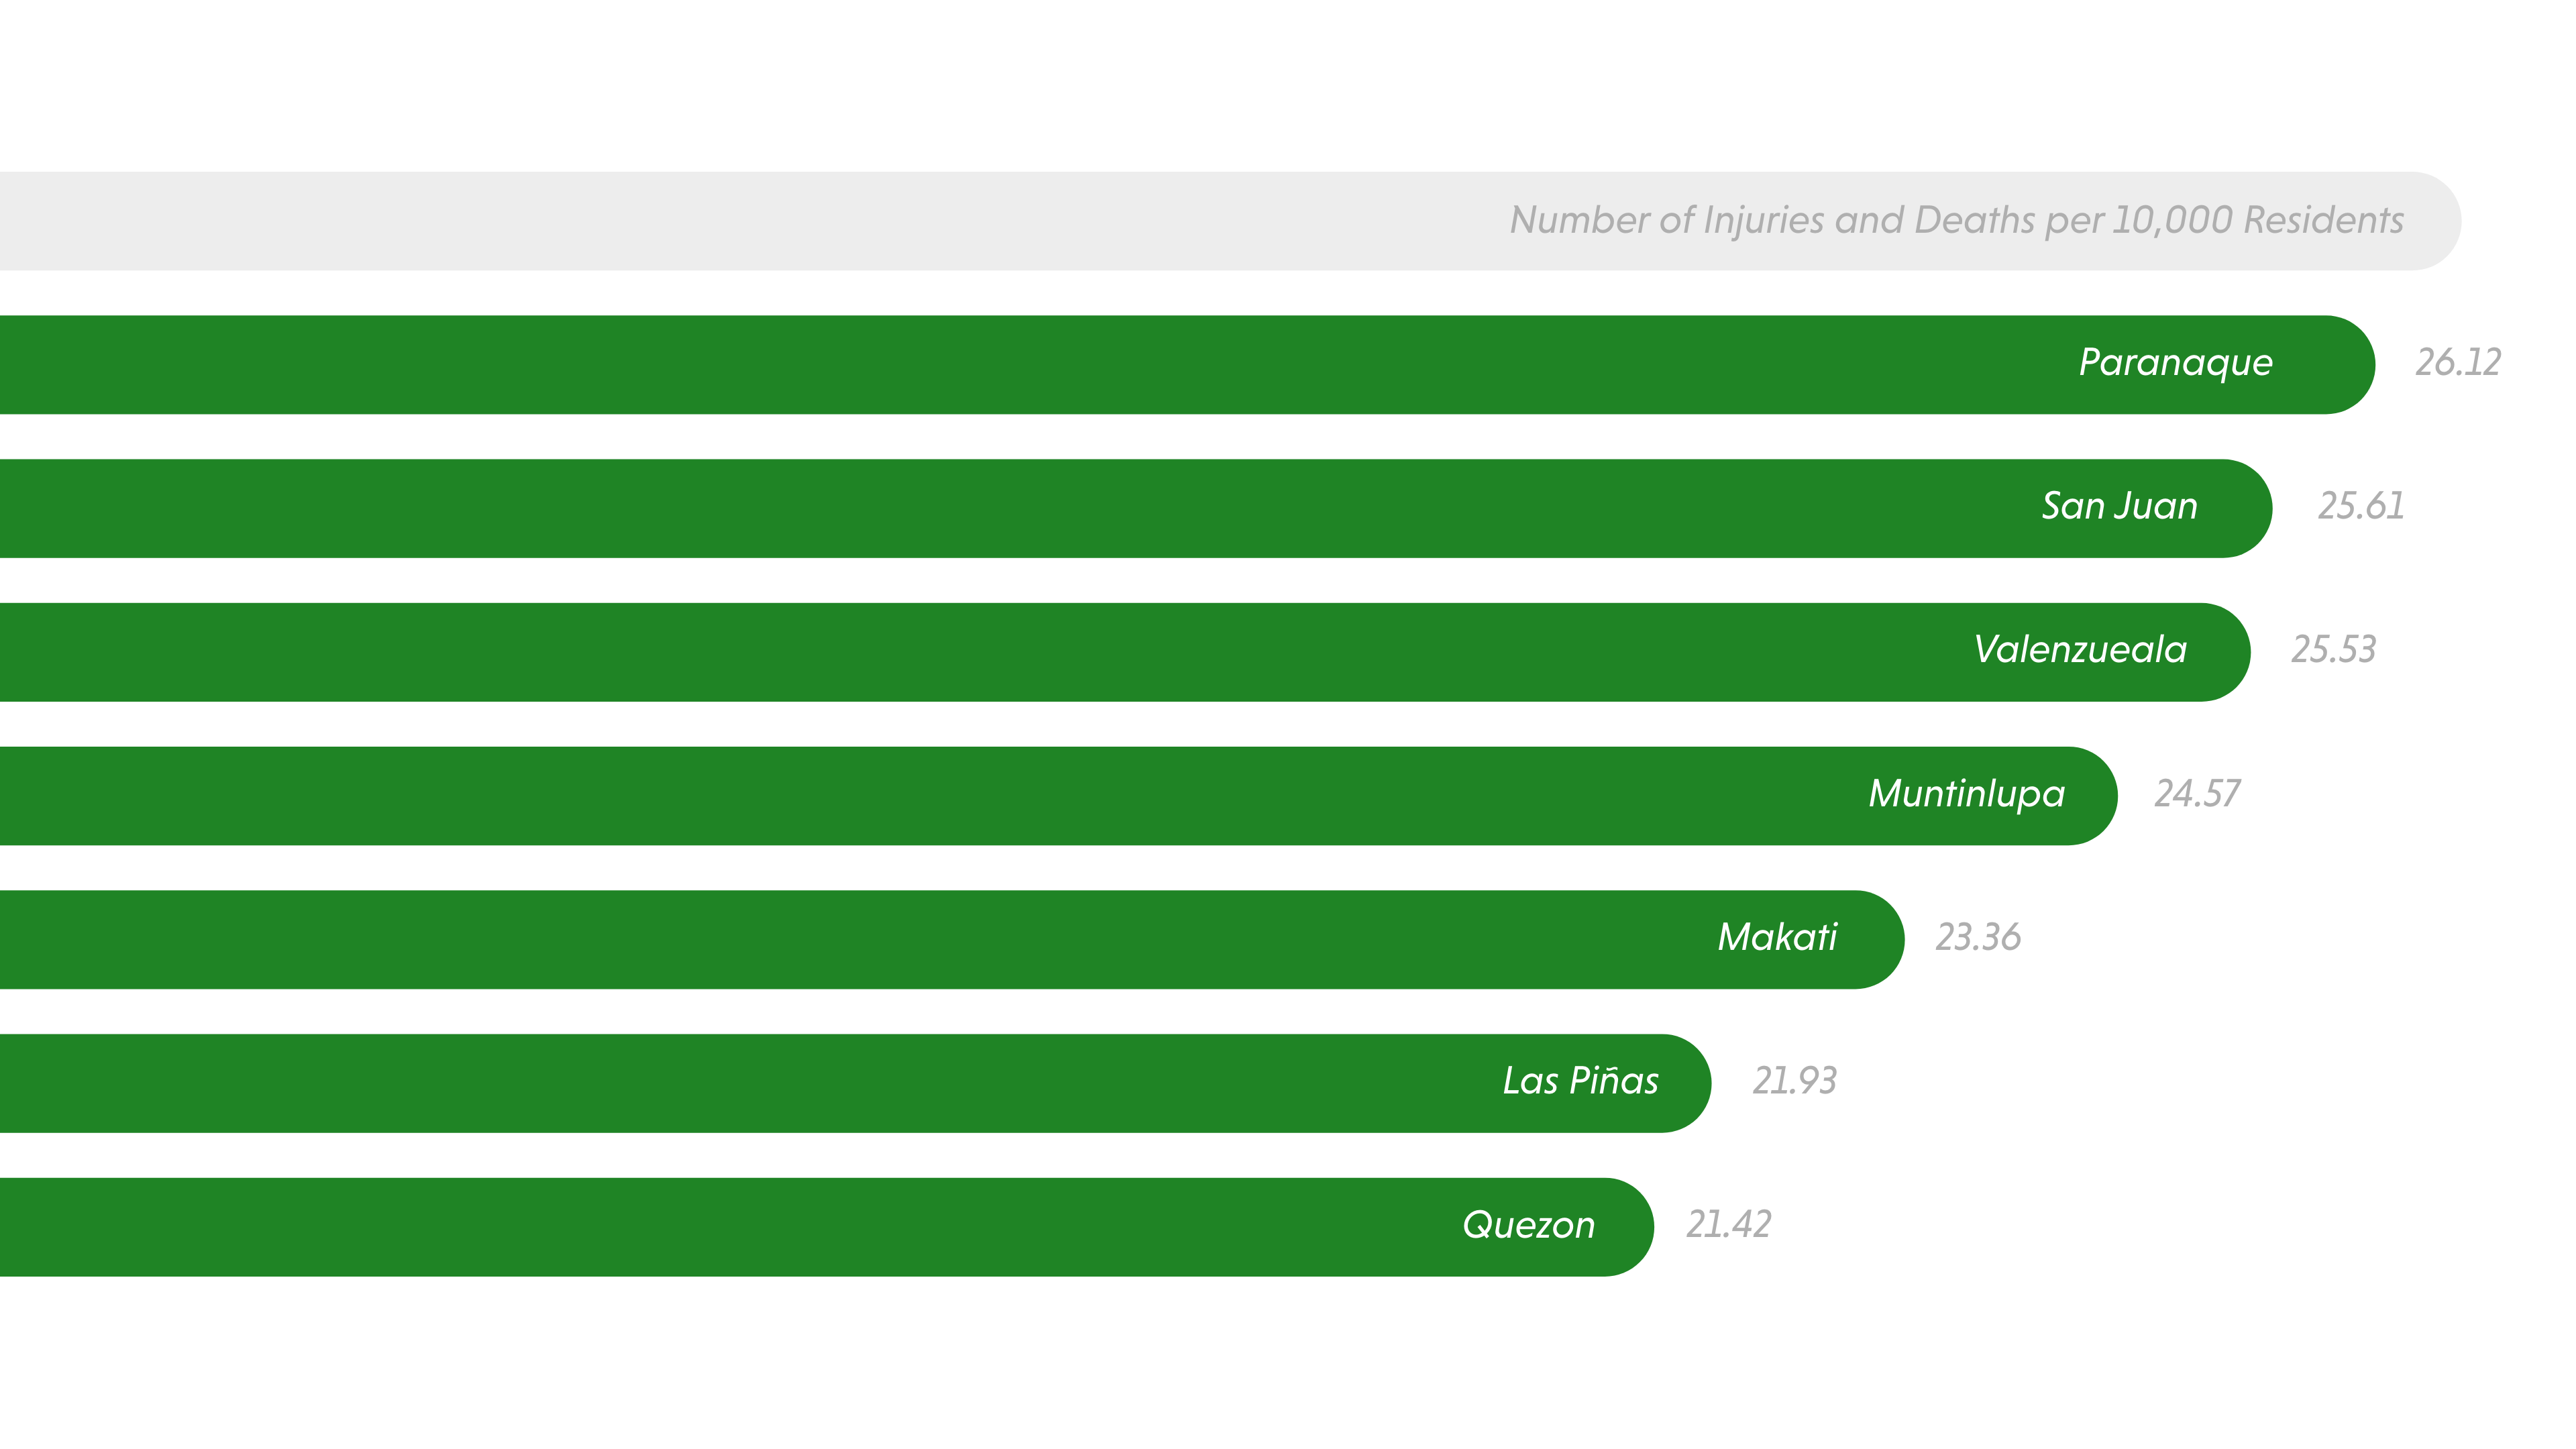 Number of Injuries and Deaths per 10,000 Residents
Paranaque 26.12
San Juan 25.61
Valenzueala 25.53
Muntinlupa 24.57
Makati 23.36
Las Piñas 21.93
Quezon 21.42